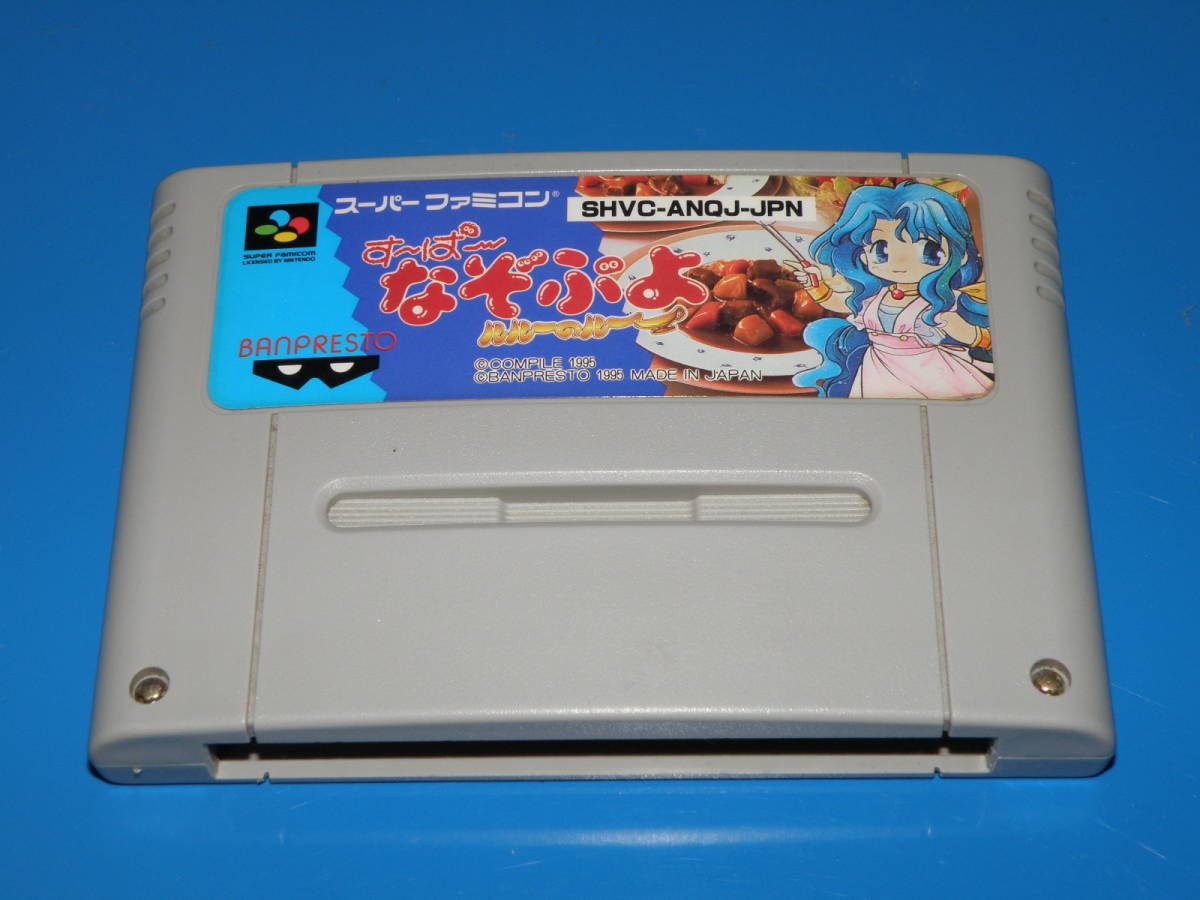 スーパーファミコン®
SHVC-ANQJ-JPN
SUPER FAMICOM
LICENSED BY NINTENDO
す〜ぱ〜
なぞぷよ
ルルーのルー
BANPRESTO
©COMPILE 1995
©BANPRESTO 1995 MADE IN JAPAN